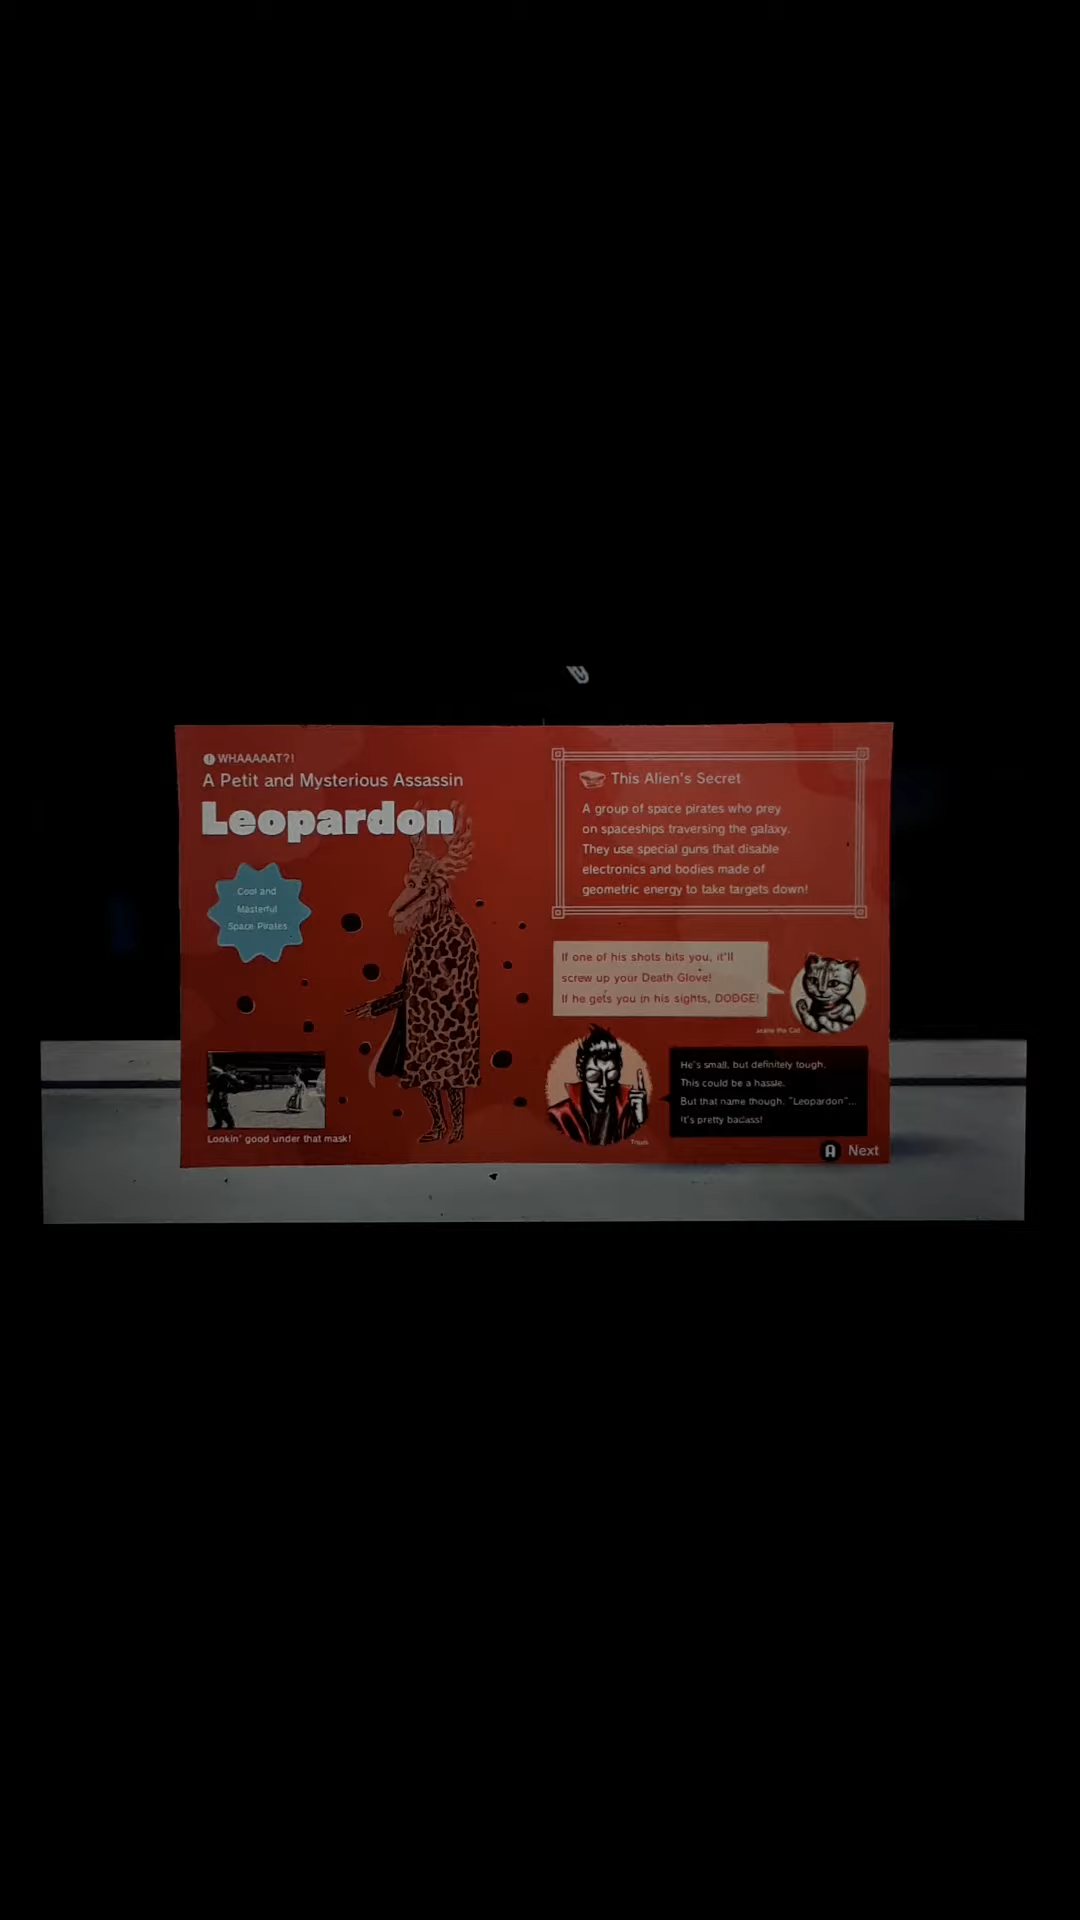 WHAAAAAT?!
A Petit and Mysterious Assassin
Leopardon
Cool and
Masterful
Space Pirates
Lookin' good under that mask!
This Alien's Secret
A group of space pirates who prey
on spaceships traversing the galaxy.
They use special guns that disable
electronics and bodies made of
geometric energy to take targets down!
If one of his shots hits you, it'll
screw up your Death Glove!
If he gets you in his sights, DODGE!
Jeane the Cat
He's small, but definitely tough.
This could be a hassle.
But that name though, "Leopardon"...
It's pretty badass!
Travis
A Next